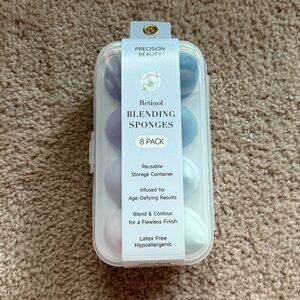 PRECISION
BEAUTY
Retinol
BLENDING
SPONGES
8 PACK
Reusable
Storage Container
Infused for
Age-Defying Results
Blend & Contour
for a Flawless Finish
Latex Free
Hypoallergenic